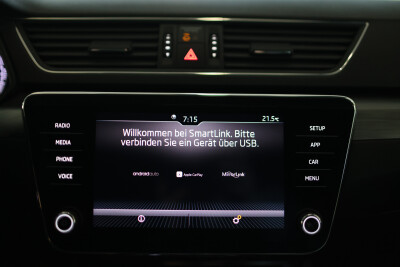 7:15
21.5°C
RADIO
MEDIA
PHONE
VOICE
Willkommen bei SmartLink. Bitte
verbinden Sie ein Gerät über USB.
androidauto
Apple CarPlay
MirrorLink
SETUP
APP
CAR
MENU